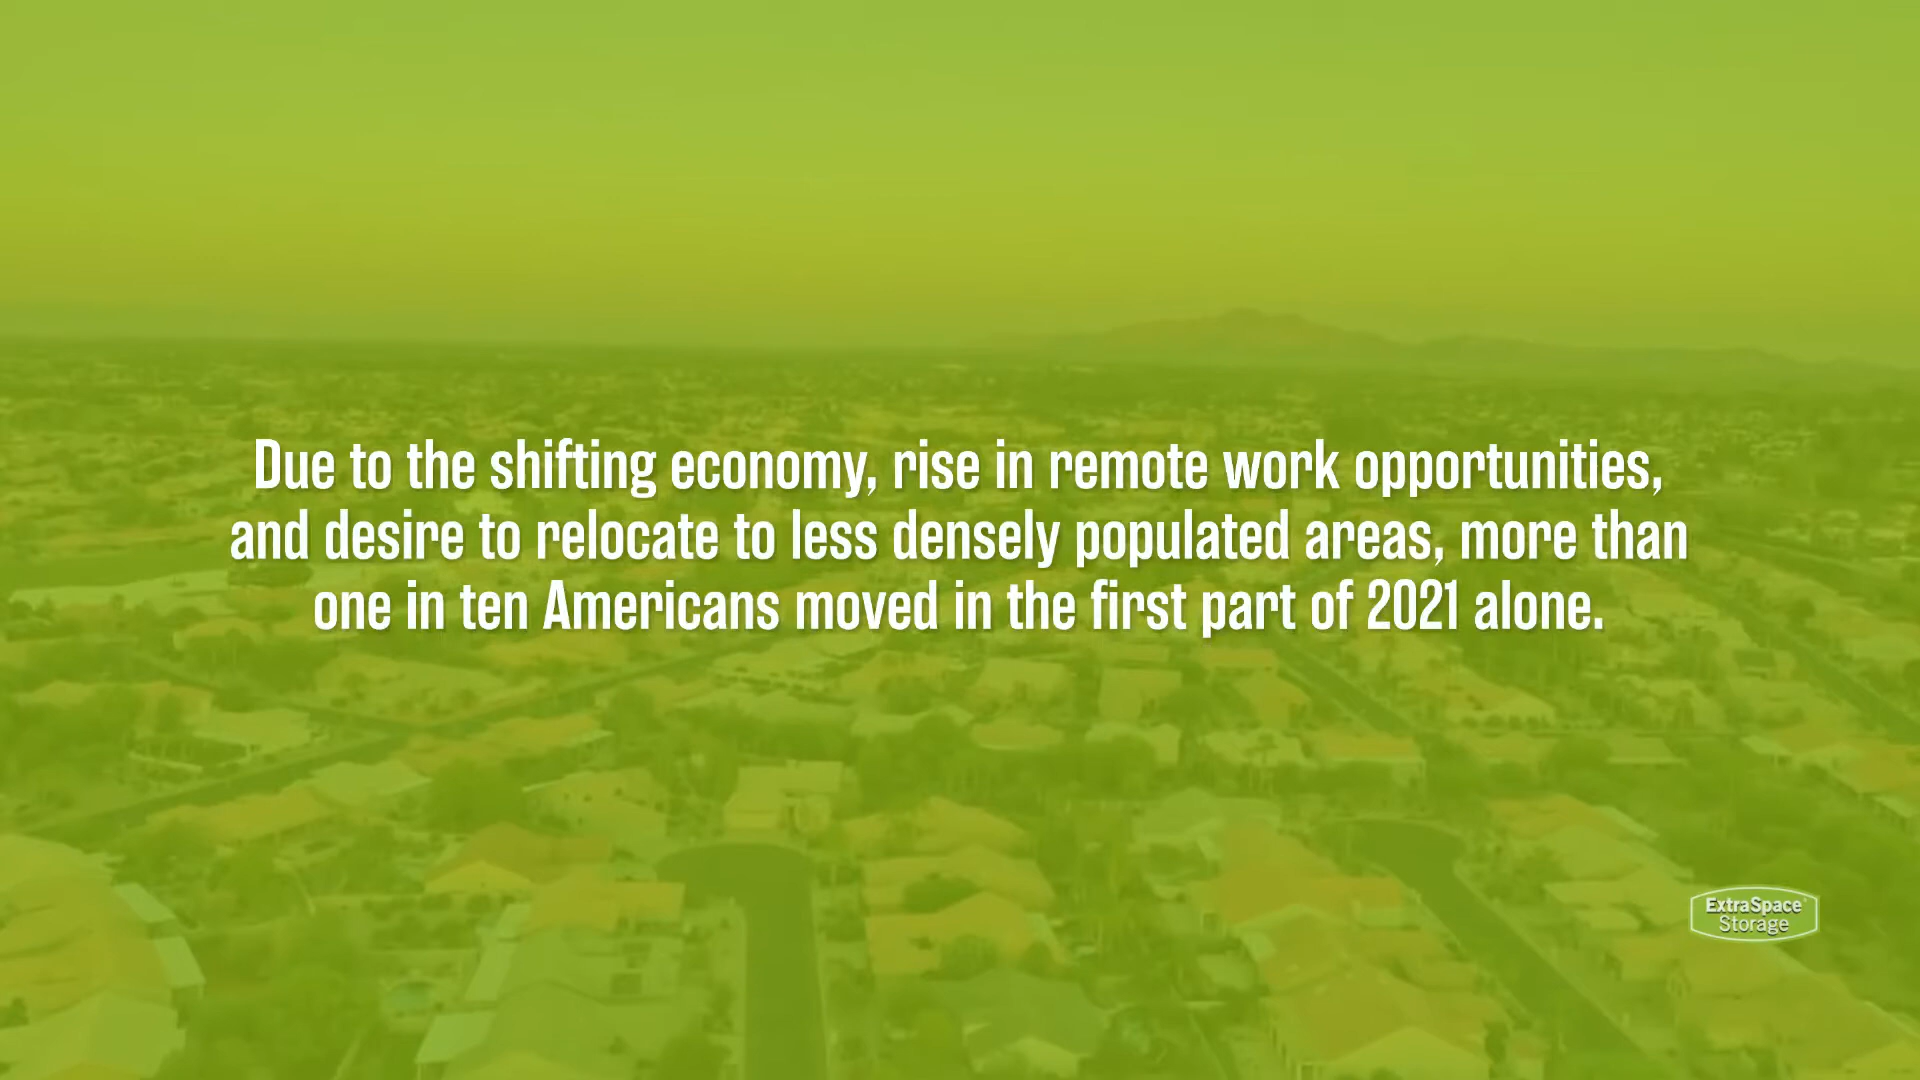 Due to the shifting economy, rise in remote work opportunities,
and desire to relocate to less densely populated areas, more than
one in ten Americans moved in the first part of 2021 alone.
ExtraSpace
Storage